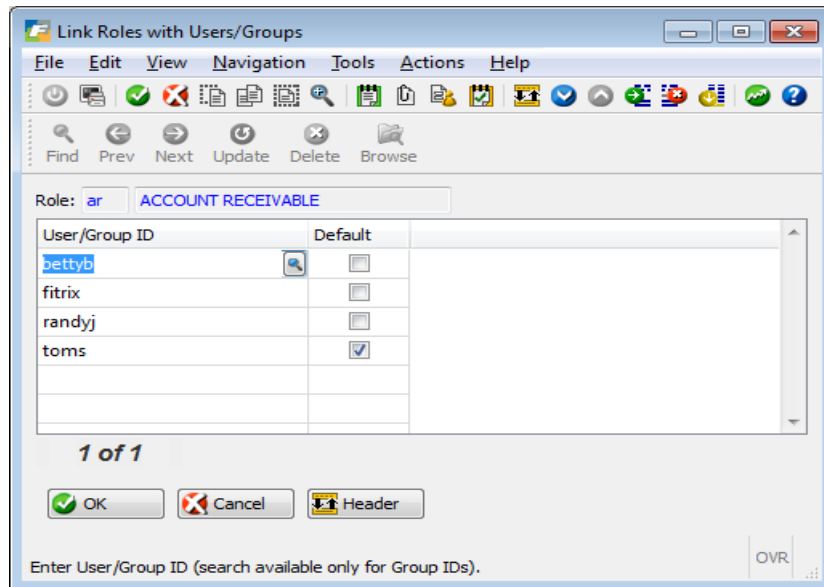 Link Roles with Users/Groups
File Edit View Navigation Tools Actions Help
Find Prev Next Update Delete Browse
Role: ar ACCOUNT RECEIVABLE
User/Group ID Default
bettyb
fitrix
randyj
toms
1 of 1
OK Cancel Header
Enter User/Group ID (search available only for Group IDs). OVR